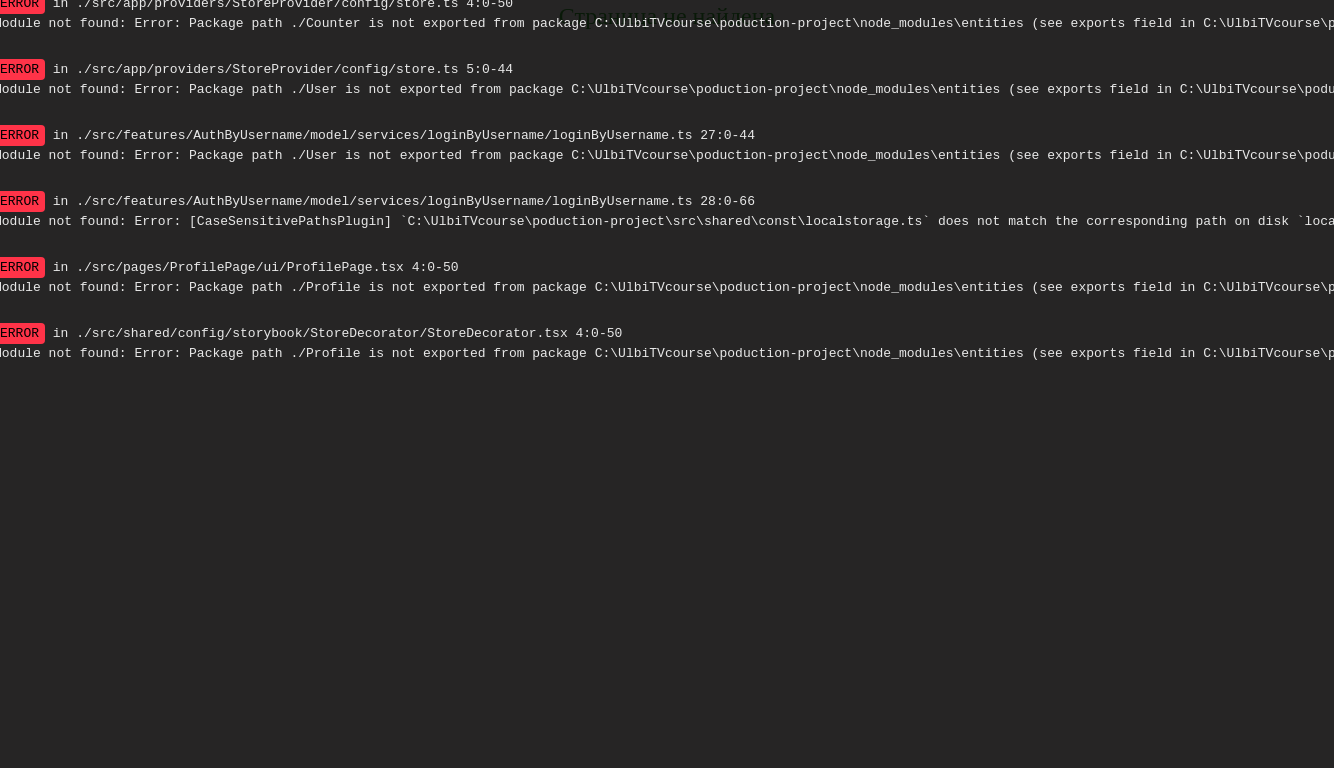 ERROR in ./src/app/providers/StoreProvider/config/store.ts 4:0-50
Страница не найдена
Module not found: Error: Package path ./Counter is not exported from package C:\UlbiTVcourse\poduction-project\node_modules\entities (see exports field in C:\UlbiTVcourse\p
ERROR in ./src/app/providers/StoreProvider/config/store.ts 5:0-44
Module not found: Error: Package path ./User is not exported from package C:\UlbiTVcourse\poduction-project\node_modules\entities (see exports field in C:\UlbiTVcourse\podu
ERROR in ./src/features/AuthByUsername/model/services/loginByUsername/loginByUsername.ts 27:0-44
Module not found: Error: Package path ./User is not exported from package C:\UlbiTVcourse\poduction-project\node_modules\entities (see exports field in C:\UlbiTVcourse\podu
ERROR in ./src/features/AuthByUsername/model/services/loginByUsername/loginByUsername.ts 28:0-66
Module not found: Error: [CaseSensitivePathsPlugin] `C:\UlbiTVcourse\poduction-project\src\shared\const\localstorage.ts` does not match the corresponding path on disk `loca
ERROR in ./src/pages/ProfilePage/ui/ProfilePage.tsx 4:0-50
Module not found: Error: Package path ./Profile is not exported from package C:\UlbiTVcourse\poduction-project\node_modules\entities (see exports field in C:\UlbiTVcourse\p
ERROR in ./src/shared/config/storybook/StoreDecorator/StoreDecorator.tsx 4:0-50
Module not found: Error: Package path ./Profile is not exported from package C:\UlbiTVcourse\poduction-project\node_modules\entities (see exports field in C:\UlbiTVcourse\p